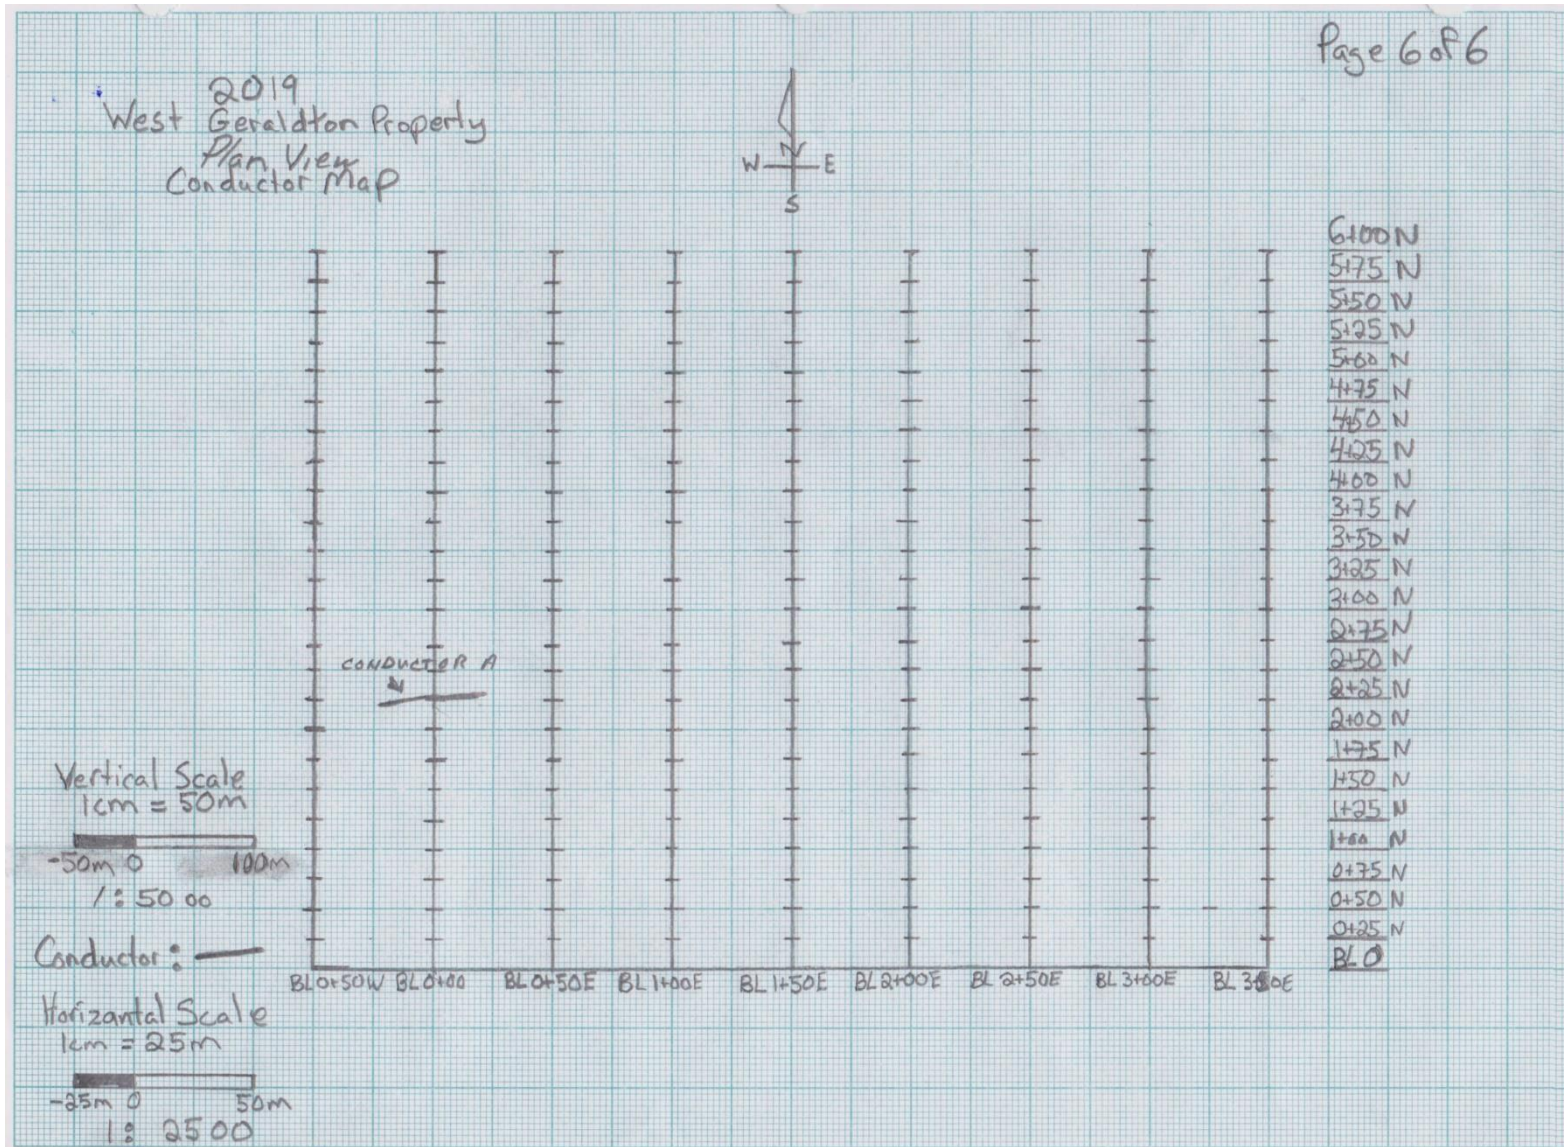 Page 6 of 6
2019
West Geraldton Property
Plan View
Conductor Map
N
W E
S
6+00 N
5+75 N
5+50 N
5+25 N
5+00 N
4+75 N
4+50 N
4+25 N
4+00 N
3+75 N
3+50 N
3+25 N
3+00 N
2+75 N
2+50 N
2+25 N
2+00 N
1+75 N
1+50 N
1+25 N
1+00 N
0+75 N
0+50 N
0+25 N
BL 0
CONDUCTOR A
Vertical Scale
1cm = 50m
-50m 0 100m
1:5000
Conductor:
BL 0+50W BL 0+00 BL 0+50E BL 1+00E BL 1+50E BL 2+00E BL 2+50E BL 3+00E BL 3+50E
Horizantal Scale
1cm = 25m
-25m 0 50m
1: 2500